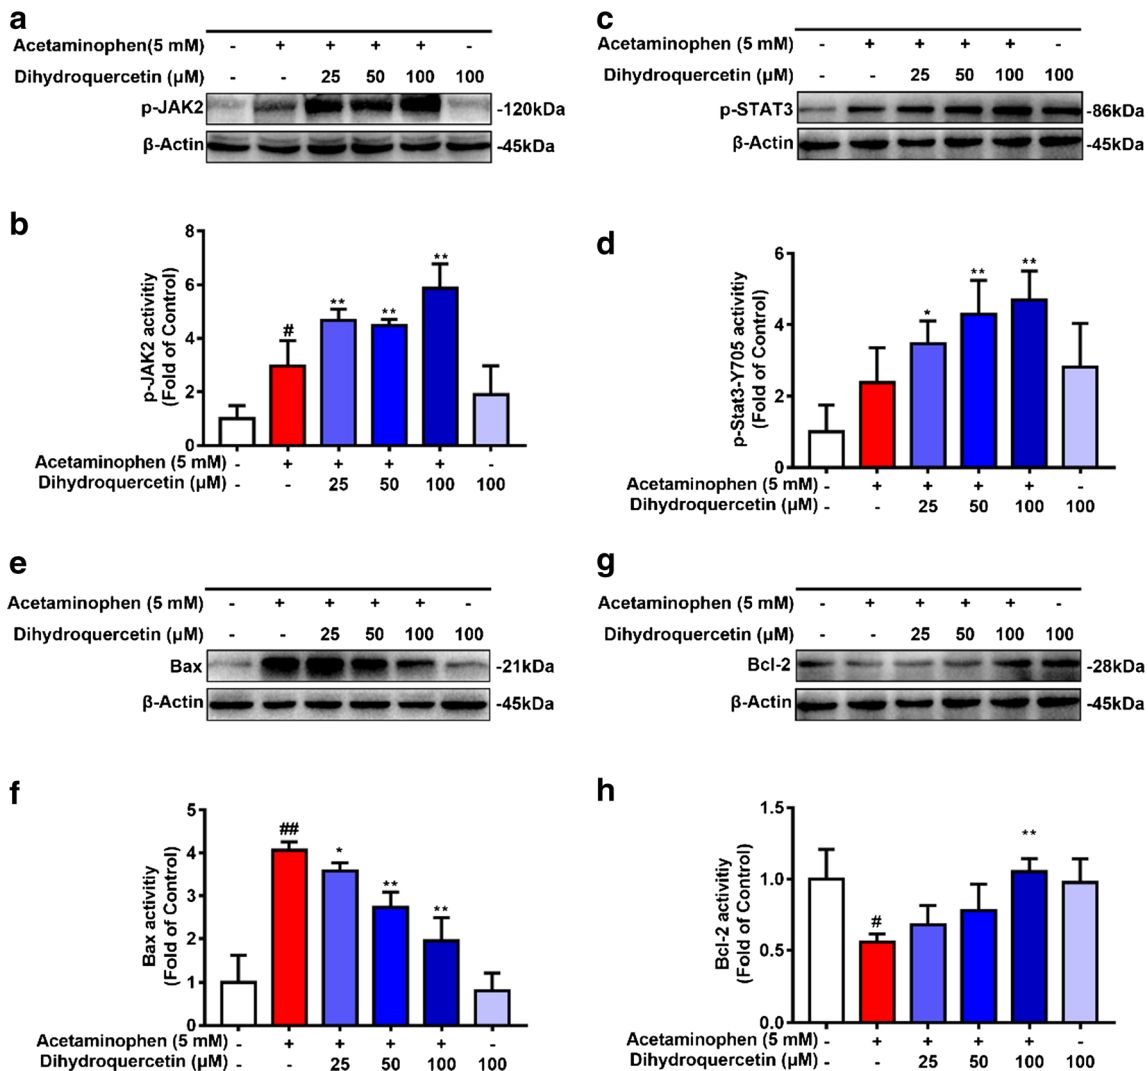 a
Acetaminophen(5 mM) - + + + + -
Dihydroquercetin (μM) - - 25 50 100 100
p-JAK2 -120kDa
β-Actin -45kDa
b
p-JAK2 activitiy
(Fold of Control)
8
6
4
2
0
#
**
**
**
Acetaminophen (5 mM) - + + + + -
Dihydroquercetin (μM) - - 25 50 100 100
c
Acetaminophen (5 mM) - + + + + -
Dihydroquercetin (μM) - - 25 50 100 100
p-STAT3 -86kDa
β-Actin -45kDa
d
p-Stat3-Y705 activity
(Fold of Control)
6
4
2
0
*
**
**
Acetaminophen (5 mM) - + + + + -
Dihydroquercetin (μM) - - 25 50 100 100
e
Acetaminophen (5 mM) - + + + + -
Dihydroquercetin (μM) - - 25 50 100 100
Bax -21kDa
β-Actin -45kDa
f
Bax activitiy
(Fold of Control)
5
4
3
2
1
0
##
*
**
**
Acetaminophen (5 mM) - + + + + -
Dihydroquercetin (μM) - - 25 50 100 100
g
Acetaminophen (5 mM) - + + + + -
Dihydroquercetin (μM) - - 25 50 100 100
Bcl-2 -28kDa
β-Actin -45kDa
h
Bcl-2 activitiy
(Fold of Control)
1.5
1.0
0.5
0.0
#
**
Acetaminophen (5 mM) - + + + + -
Dihydroquercetin (μM) - - 25 50 100 100